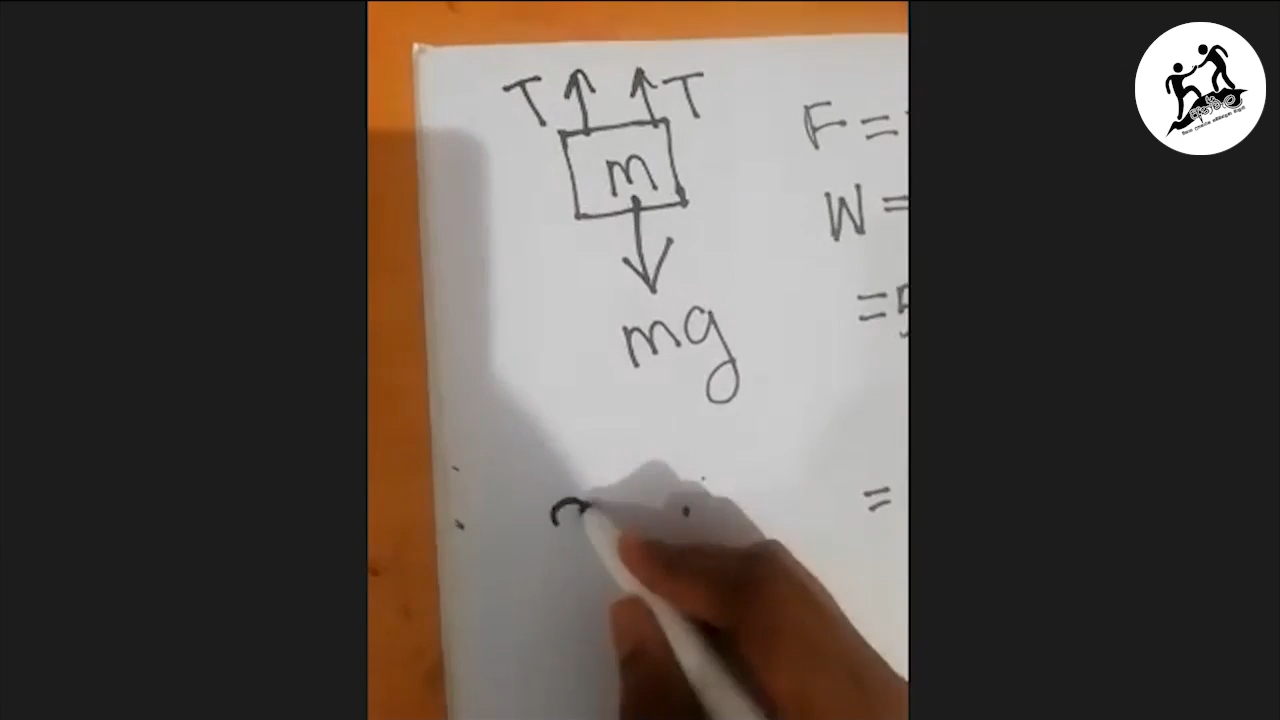 T T
m
mg
F =
W =
=
=